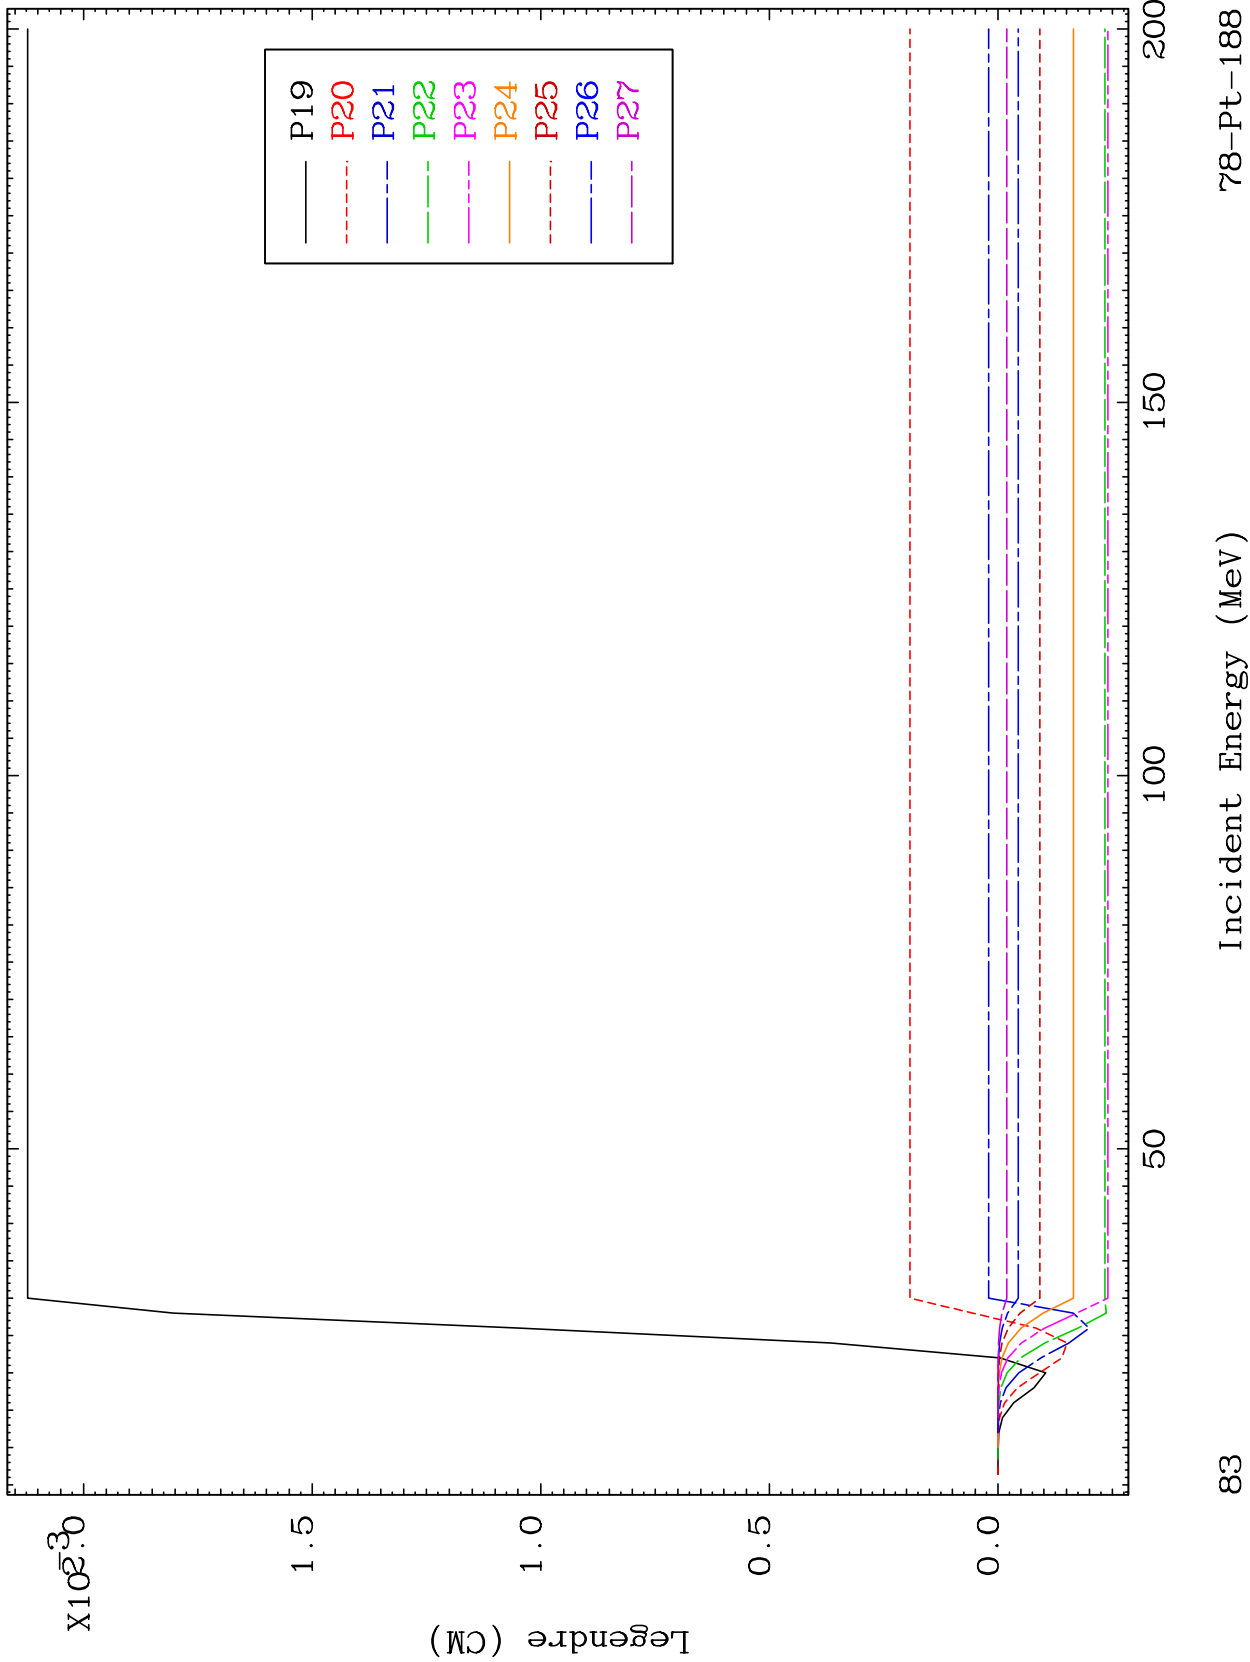 X10-3
2.0
1.5
1.0
0.5
0.0
Legendre (CM)
P19
P20
P21
P22
P23
P24
P25
P26
P27
50
100
150
200
Incident Energy (MeV)
83
78-Pt-188